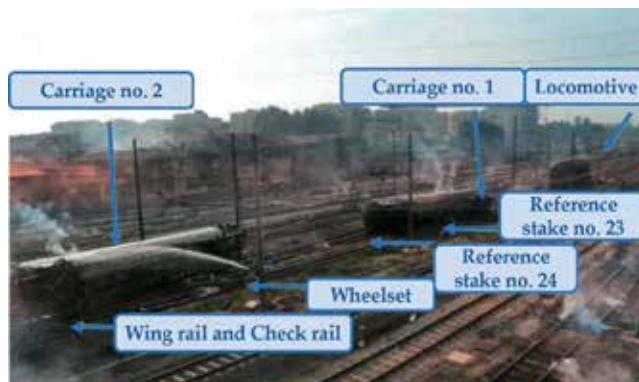 Carriage no. 2
Carriage no. 1
Locomotive
Reference
stake no. 23
Reference
stake no. 24
Wheelset
Wing rail and Check rail